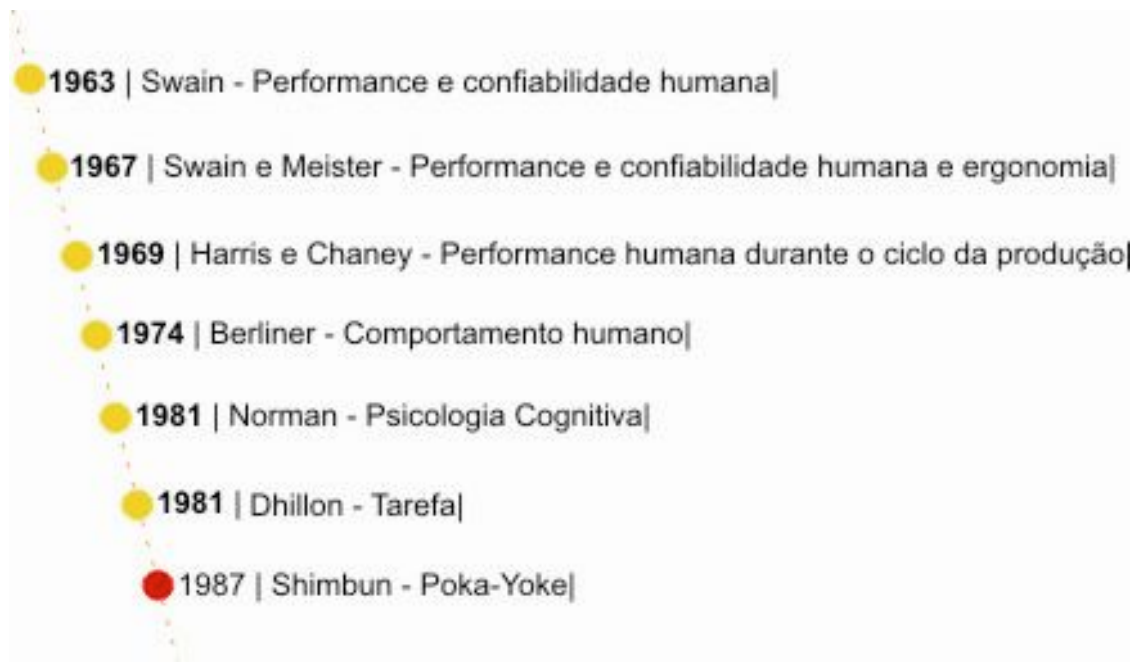 1963 | Swain - Performance e confiabilidade humana|
1967 | Swain e Meister - Performance e confiabilidade humana e ergonomia|
1969 | Harris e Chaney - Performance humana durante o ciclo da produção|
1974 | Berliner - Comportamento humano|
1981 | Norman - Psicologia Cognitiva|
1981 | Dhillon - Tarefa|
1987 | Shimbun - Poka-Yoke|